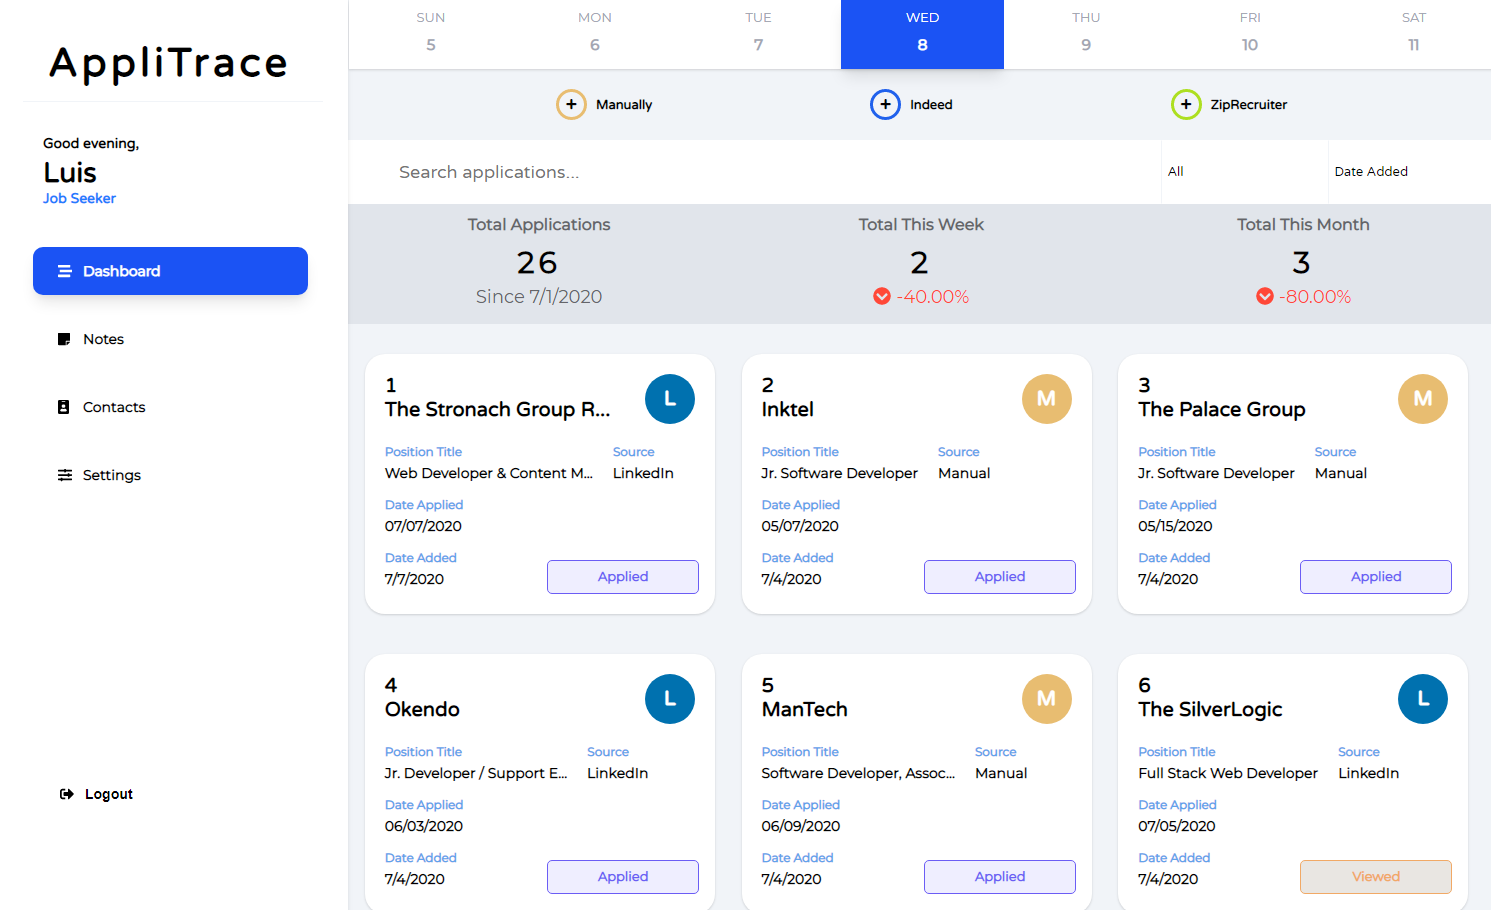 AppliTrace
Good evening,
Luis
Job Seeker
Dashboard
Notes
Contacts
Settings
Logout
SUN MON TUE WED THU FRI SAT
5 6 7 8 9 10 11
+ Manually + Indeed + ZipRecruiter
Search applications... All Date Added
Total Applications Total This Week Total This Month
26 2 3
Since 7/1/2020 -40.00% -80.00%
1
The Stronach Group R...
L
Position Title Source
Web Developer & Content M... LinkedIn
Date Applied
07/07/2020
Date Added
7/7/2020
Applied
2
Inktel
M
Position Title Source
Jr. Software Developer Manual
Date Applied
05/07/2020
Date Added
7/4/2020
Applied
3
The Palace Group
M
Position Title Source
Jr. Software Developer Manual
Date Applied
05/15/2020
Date Added
7/4/2020
Applied
4
Okendo
L
Position Title Source
Jr. Developer / Support E... LinkedIn
Date Applied
06/03/2020
Date Added
7/4/2020
Applied
5
ManTech
M
Position Title Source
Software Developer, Assoc... Manual
Date Applied
06/09/2020
Date Added
7/4/2020
Applied
6
The SilverLogic
L
Position Title Source
Full Stack Web Developer LinkedIn
Date Applied
07/05/2020
Date Added
7/4/2020
Viewed